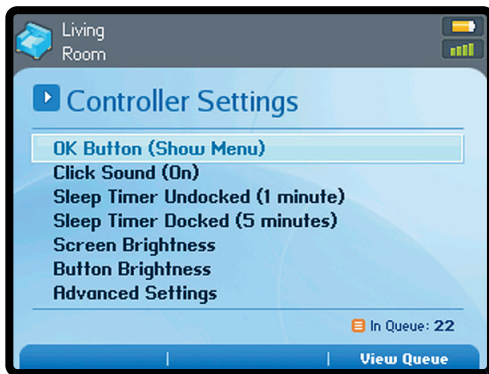 Living
Room
Controller Settings
OK Button (Show Menu)
Click Sound (On)
Sleep Timer Undocked (1 minute)
Sleep Timer Docked (5 minutes)
Screen Brightness
Button Brightness
Advanced Settings
In Queue: 22
View Queue